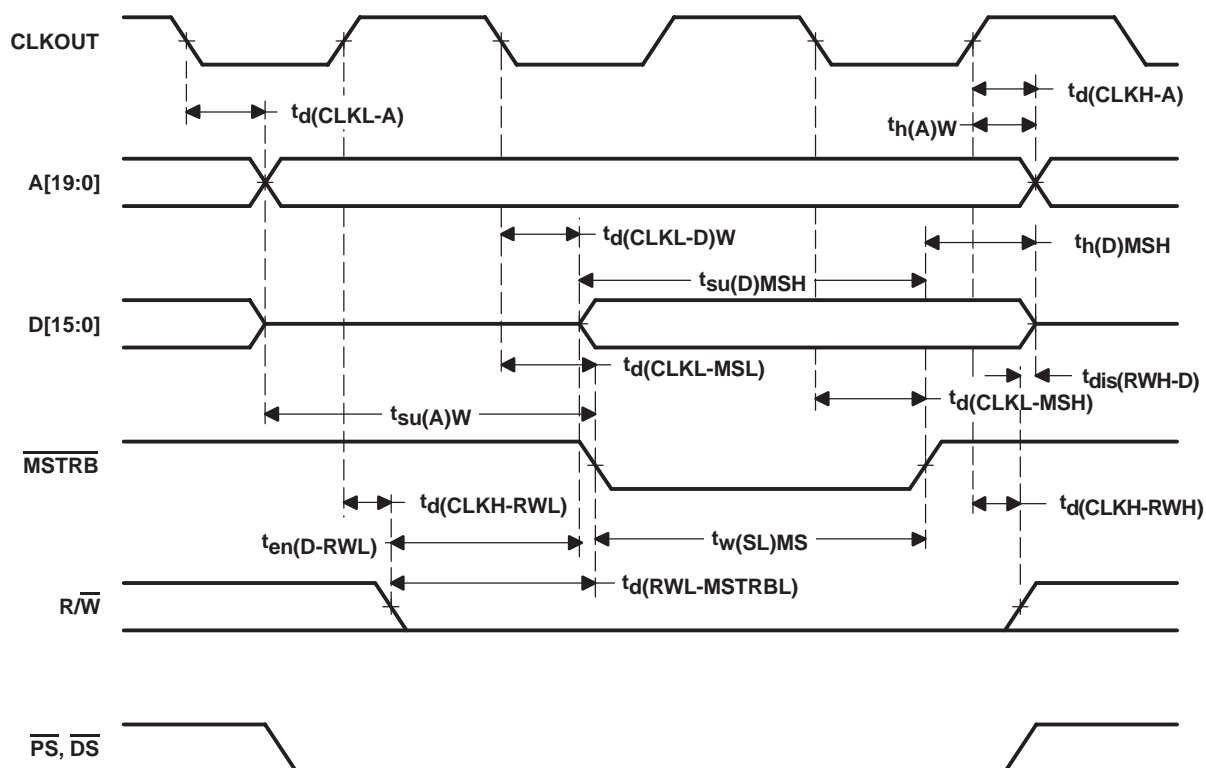 CLKOUT
td(CLKL-A)
td(CLKH-A)
th(A)W
A[19:0]
td(CLKL-D)W
th(D)MSH
tsu(D)MSH
D[15:0]
td(CLKL-MSL)
tdis(RWH-D)
td(CLKL-MSH)
tsu(A)W
MSTRB
td(CLKH-RWL)
td(CLKH-RWH)
ten(D-RWL)
tw(SL)MS
td(RWL-MSTRBL)
R/W
PS, DS